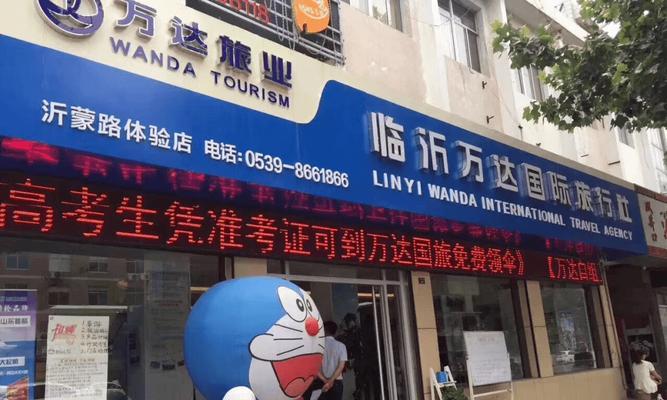 万达旅业
WANDA TOURISM
沂蒙路体验店 电话:0539-8661866
临沂万达国际旅行社
LINYI WANDA INTERNATIONAL TRAVEL AGENCY
高考生凭准考证可到万达国旅免费领伞》【万达自组